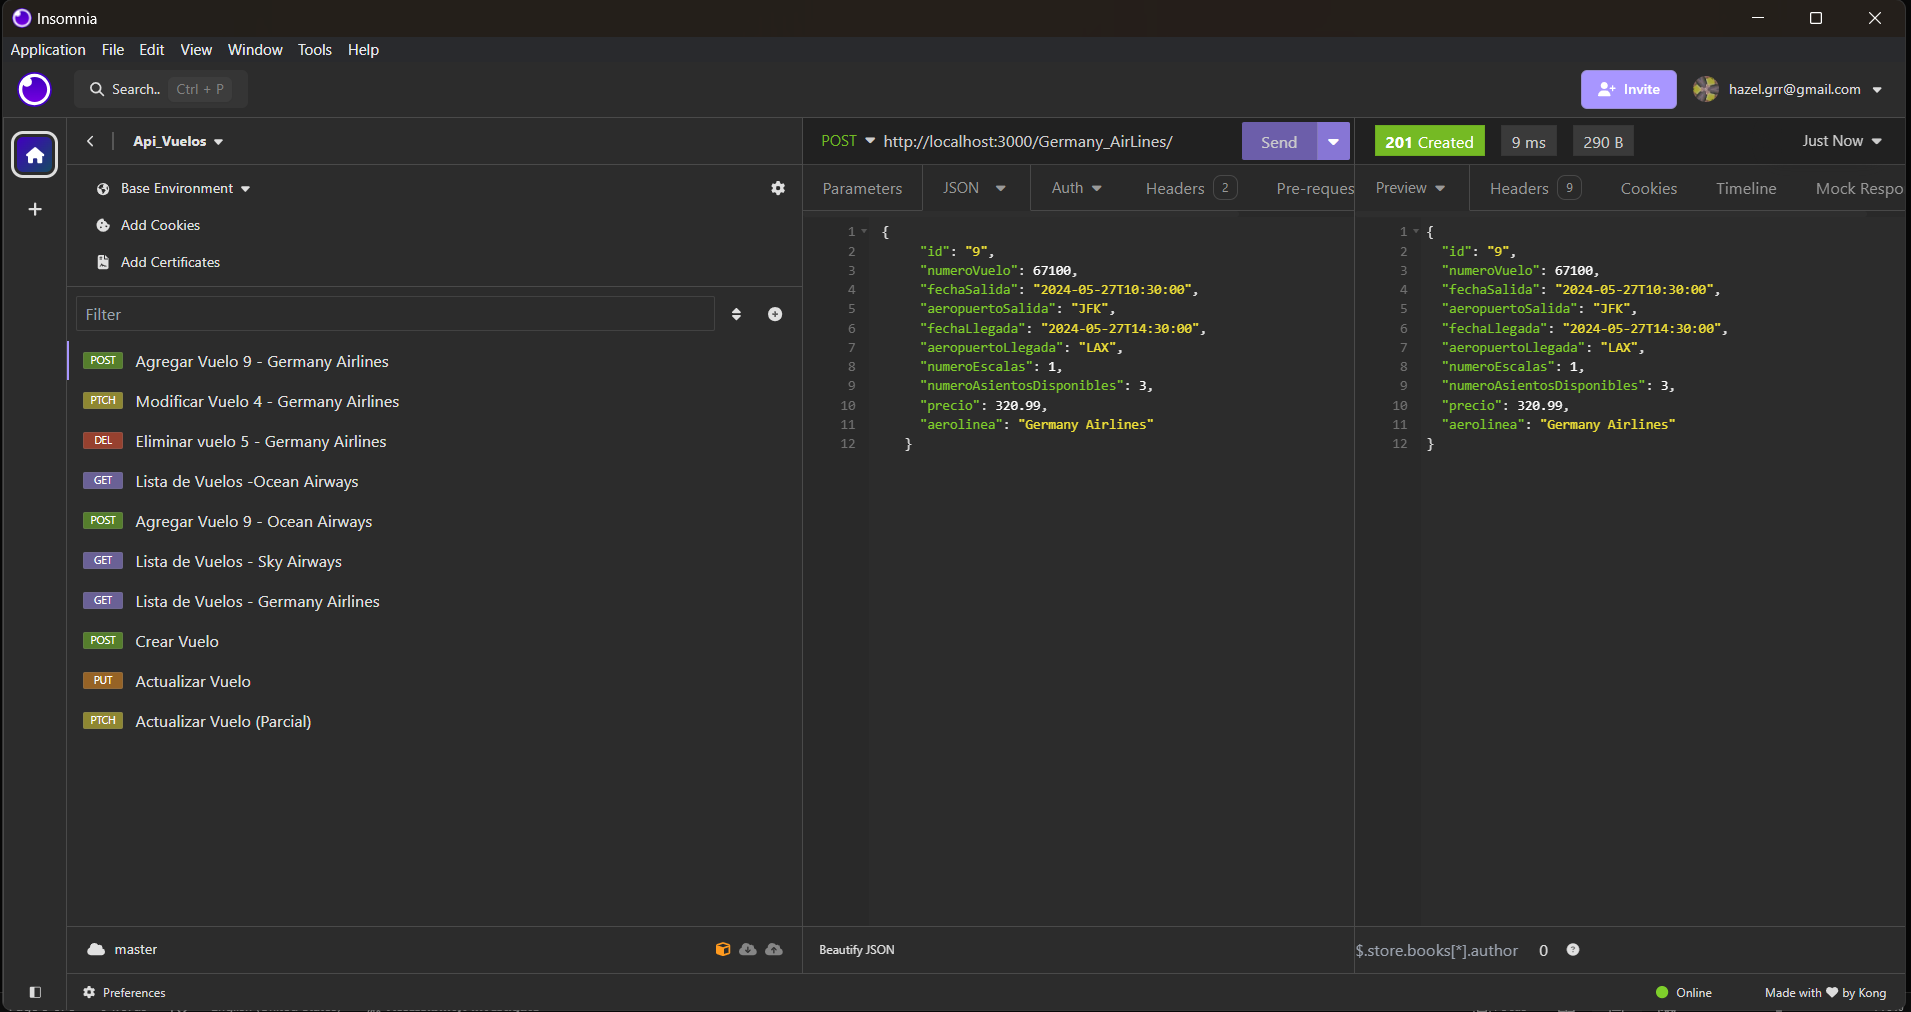 Insomnia
Application File Edit View Window Tools Help
Search.. Ctrl + P
Invite
hazel.grr@gmail.com
Api_Vuelos
Base Environment
Add Cookies
Add Certificates
Filter
POST Agregar Vuelo 9 - Germany Airlines
PTCH Modificar Vuelo 4 - Germany Airlines
DEL Eliminar vuelo 5 - Germany Airlines
GET Lista de Vuelos -Ocean Airways
POST Agregar Vuelo 9 - Ocean Airways
GET Lista de Vuelos - Sky Airways
GET Lista de Vuelos - Germany Airlines
POST Crear Vuelo
PUT Actualizar Vuelo
PTCH Actualizar Vuelo (Parcial)
master
Preferences
POST http://localhost:3000/Germany_AirLines/ Send
Parameters JSON Auth Headers 2 Pre-reques
1 {
2 "id": "9",
3 "numeroVuelo": 67100,
4 "fechaSalida": "2024-05-27T10:30:00",
5 "aeropuertoSalida": "JFK",
6 "fechaLlegada": "2024-05-27T14:30:00",
7 "aeropuertoLlegada": "LAX",
8 "numeroEscalas": 1,
9 "numeroAsientosDisponibles": 3,
10 "precio": 320.99,
11 "aerolinea": "Germany Airlines"
12 }
Beautify JSON
201 Created 9 ms 290 B Just Now
Preview Headers 9 Cookies Timeline Mock Respo
1 {
2 "id": "9",
3 "numeroVuelo": 67100,
4 "fechaSalida": "2024-05-27T10:30:00",
5 "aeropuertoSalida": "JFK",
6 "fechaLlegada": "2024-05-27T14:30:00",
7 "aeropuertoLlegada": "LAX",
8 "numeroEscalas": 1,
9 "numeroAsientosDisponibles": 3,
10 "precio": 320.99,
11 "aerolinea": "Germany Airlines"
12 }
$.store.books[*].author 0
Online
Made with ♥ by Kong